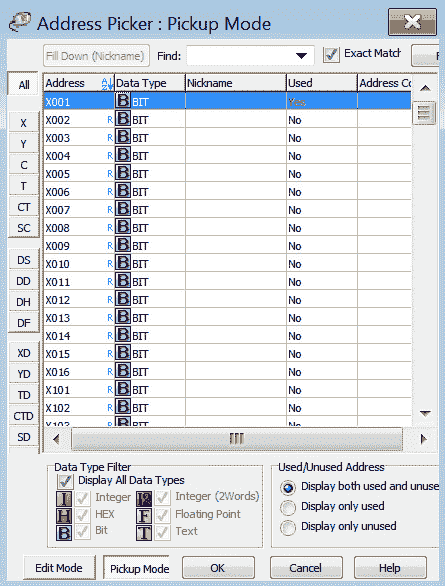 Address Picker : Pickup Mode
Fill Down (Nickname) Find: Exact Match
All Address Data Type Nickname Used Address Co
X001 B BIT Yes
X X002 R B BIT No
X003 R B BIT No
Y X004 R B BIT No
C X005 R B BIT No
T X006 R B BIT No
CT X007 R B BIT No
SC X008 R B BIT No
X009 R B BIT No
DS X010 R B BIT No
DD X011 R B BIT No
DH X012 R B BIT No
DF X013 R B BIT No
X014 R B BIT No
XD X015 R B BIT No
YD X016 R B BIT No
TD X101 R B BIT No
CTD X102 R B BIT No
SD X103 R B BIT No
Data Type Filter Used/Unused Address
Display All Data Types Display both used and unuse
I Integer I2 Integer (2Words) Display only used
H HEX F Floating Point Display only unused
B Bit T Text
Edit Mode Pickup Mode OK Cancel Help